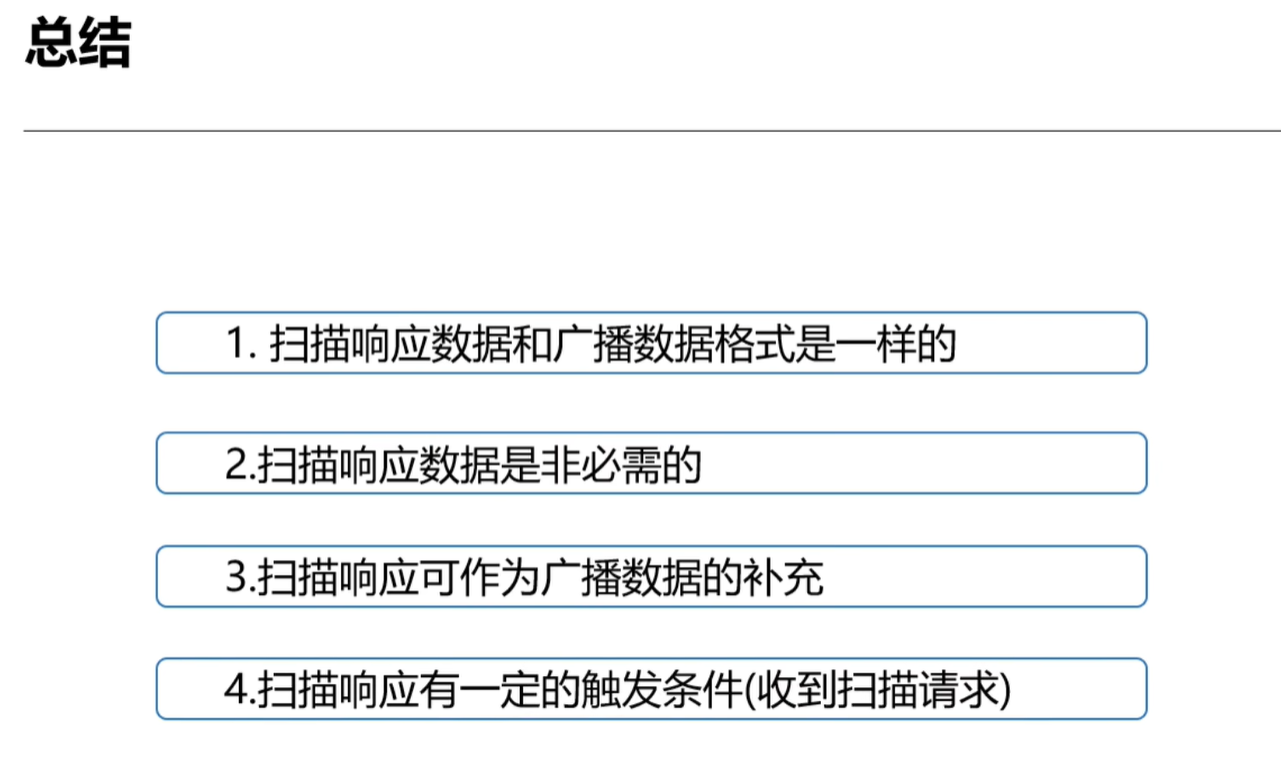 总结
1. 扫描响应数据和广播数据格式是一样的
2.扫描响应数据是非必需的
3.扫描响应可作为广播数据的补充
4.扫描响应有一定的触发条件(收到扫描请求)